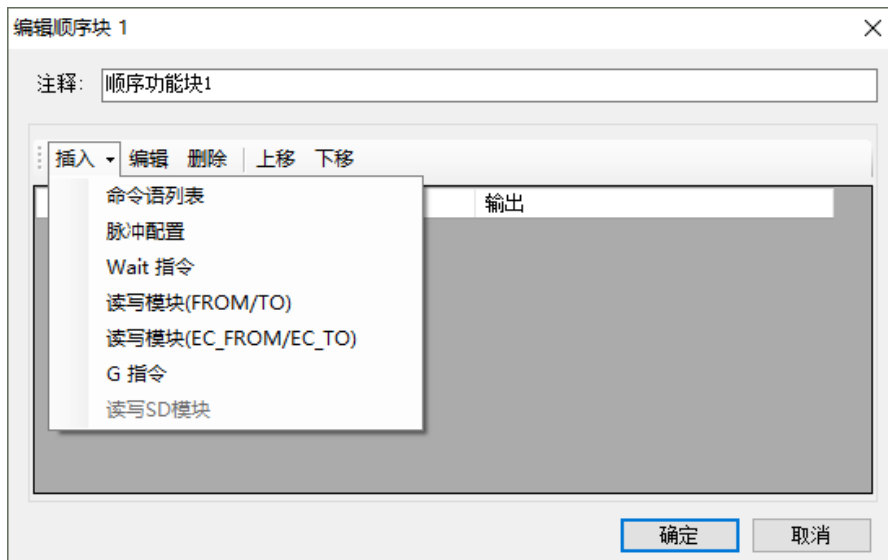 编辑顺序块 1
注释: 顺序功能块1
插入 编辑 删除 上移 下移
输出
命令语列表
脉冲配置
Wait 指令
读写模块(FROM/TO)
读写模块(EC_FROM/EC_TO)
G 指令
读写SD模块
确定 取消